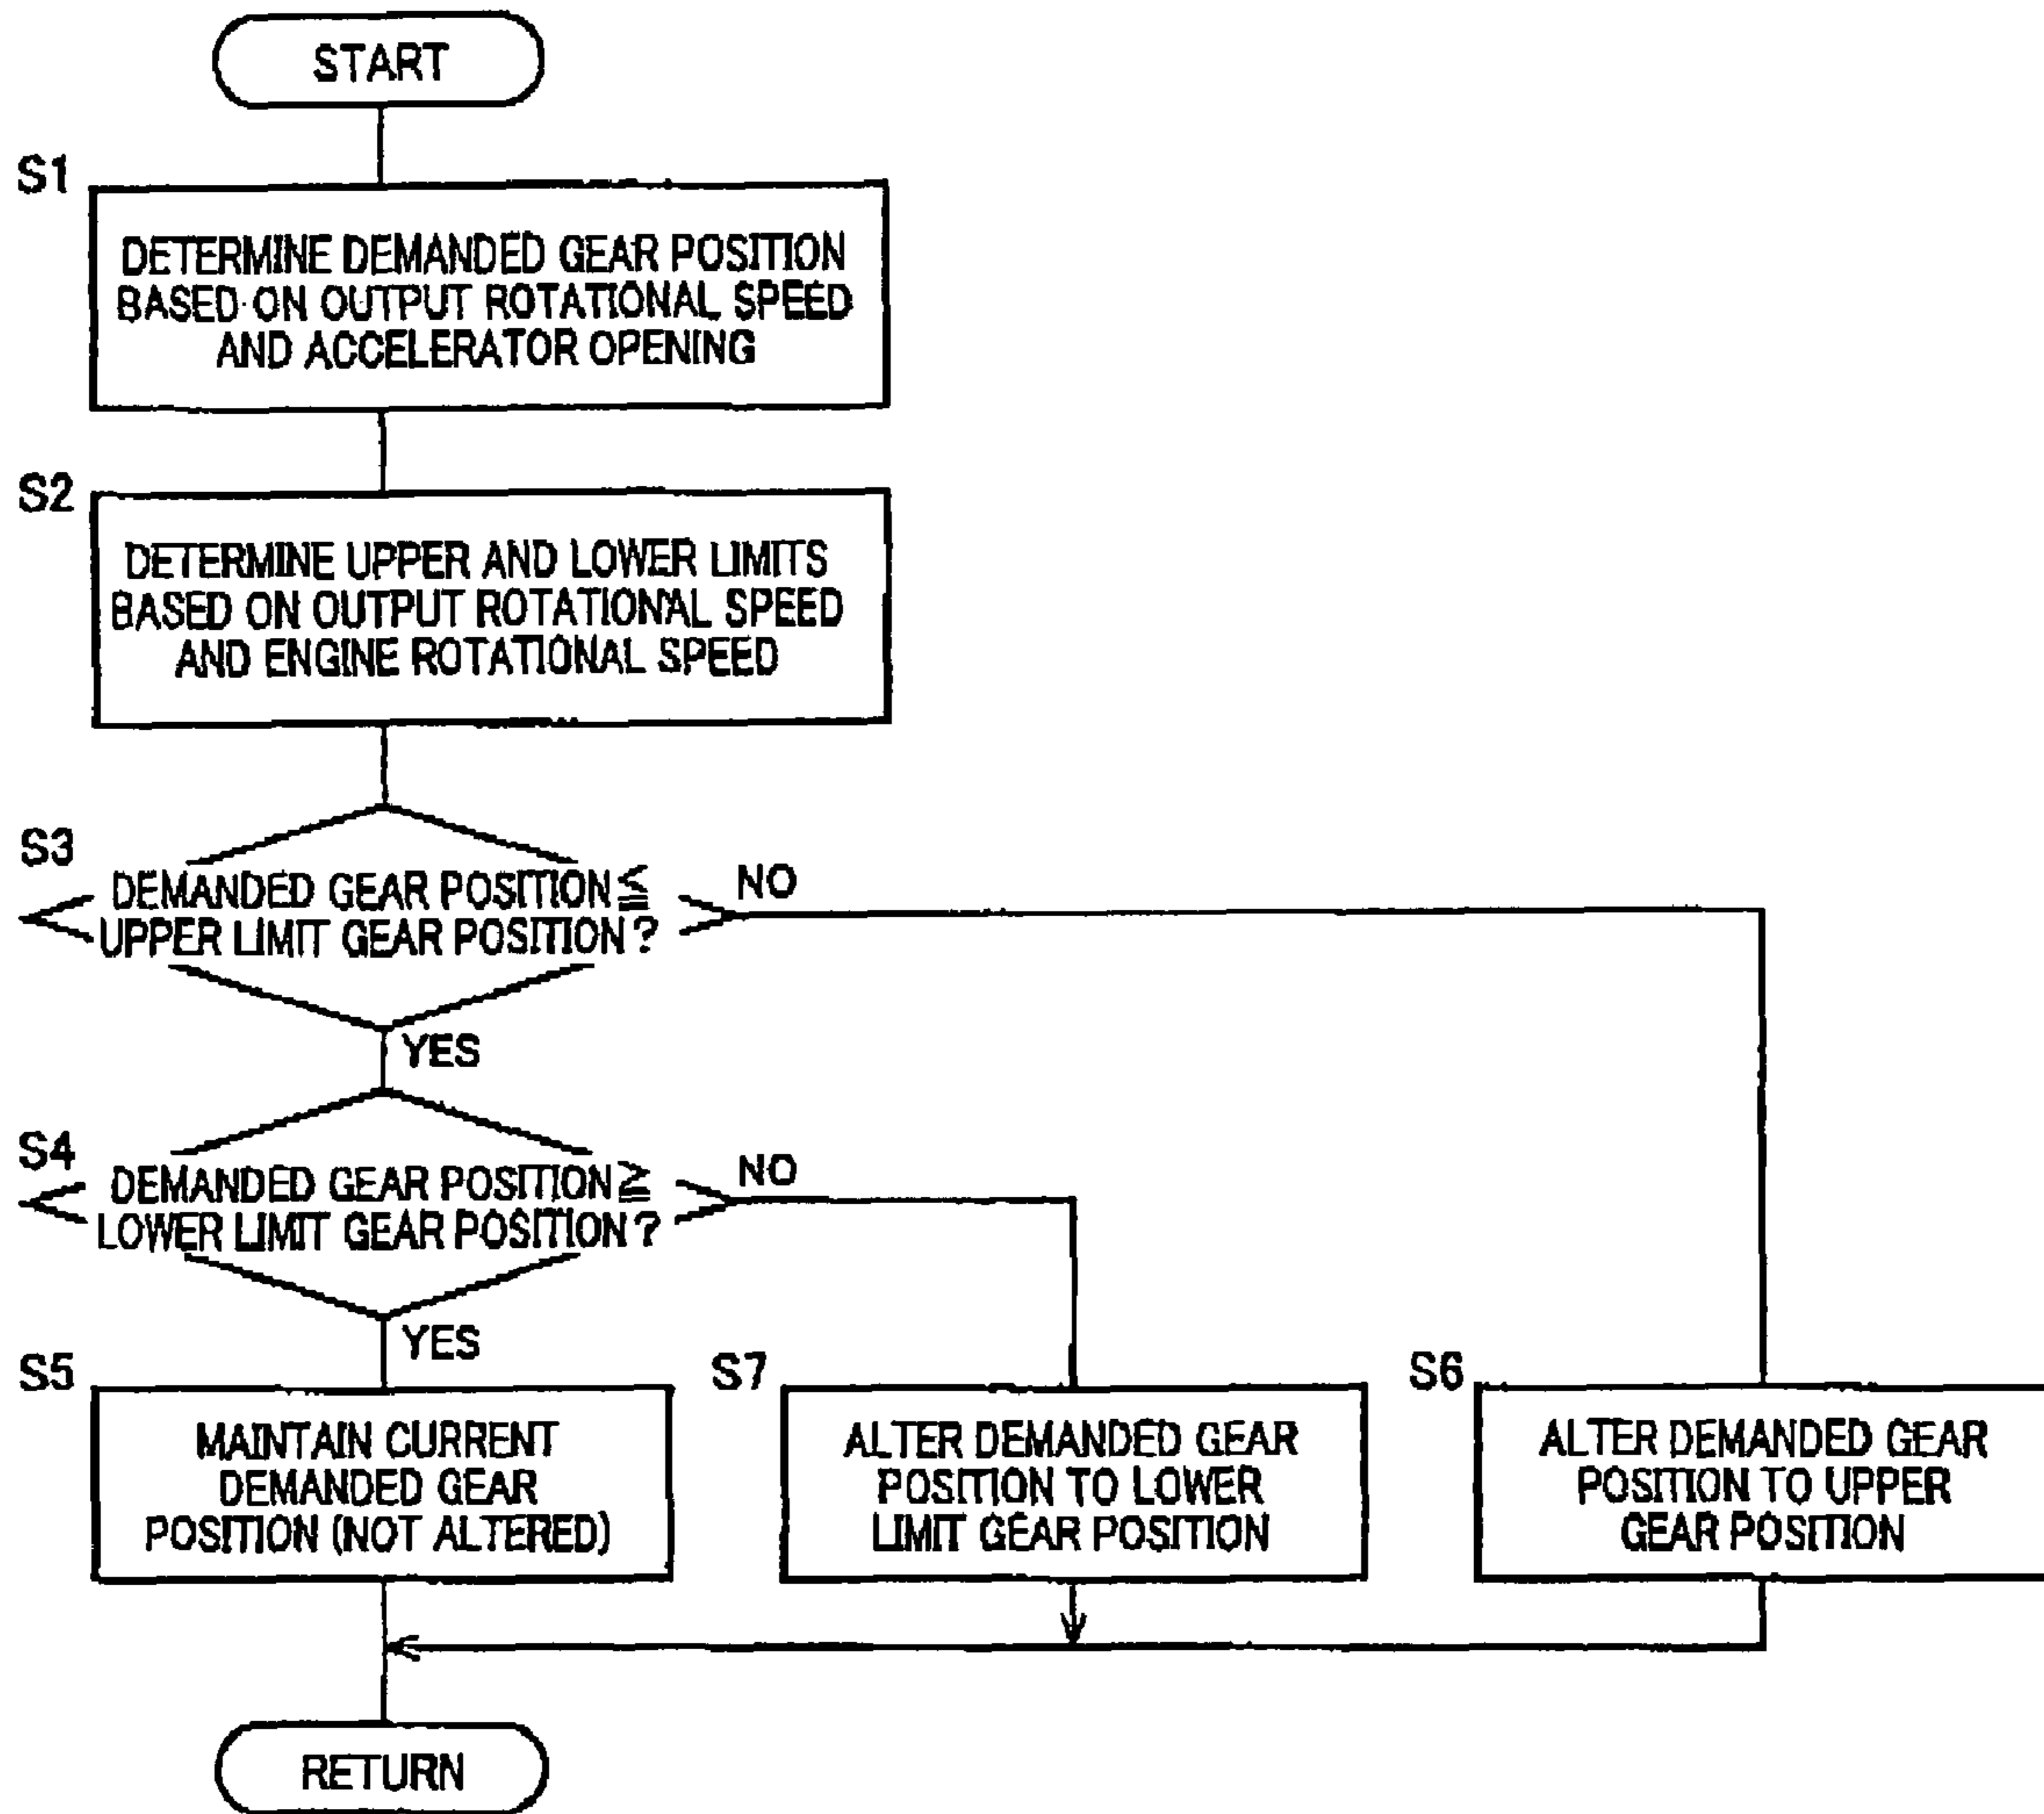 START
S1
DETERMINE DEMANDED GEAR POSITION
BASED ON OUTPUT ROTATIONAL SPEED
AND ACCELERATOR OPENING
S2
DETERMINE UPPER AND LOWER LIMITS
BASED ON OUTPUT ROTATIONAL SPEED
AND ENGINE ROTATIONAL SPEED
S3
DEMANDED GEAR POSITION ≦
UPPER LIMIT GEAR POSITION?
NO
YES
S4
DEMANDED GEAR POSITION ≧
LOWER LIMIT GEAR POSITION?
NO
YES
S5
MAINTAIN CURRENT
DEMANDED GEAR
POSITION (NOT ALTERED)
S7
ALTER DEMANDED GEAR
POSITION TO LOWER
LIMIT GEAR POSITION
S6
ALTER DEMANDED GEAR
POSITION TO UPPER
GEAR POSITION
RETURN